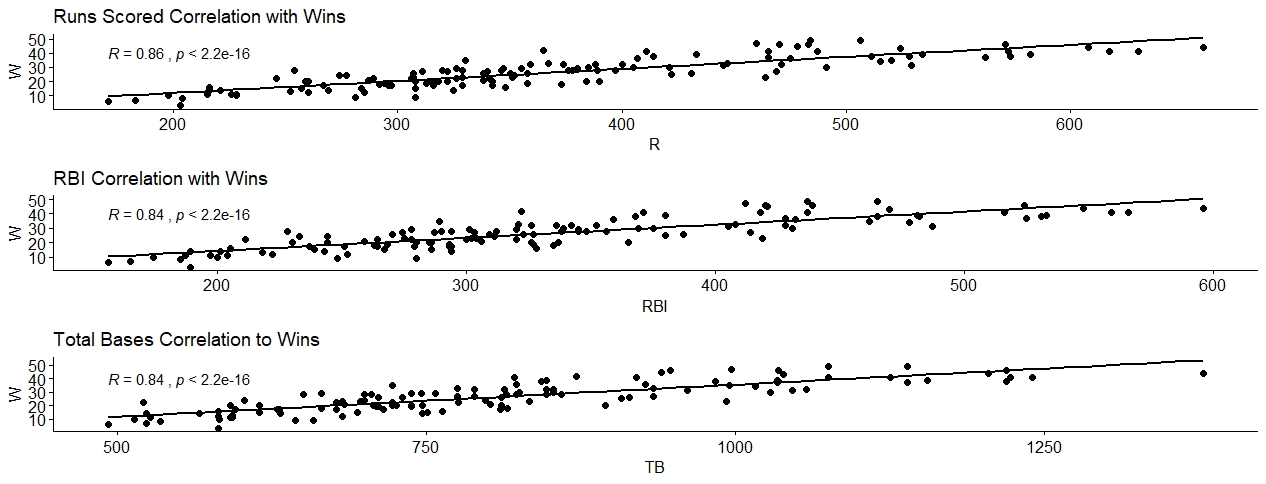 Runs Scored Correlation with Wins
R = 0.86 , p < 2.2e-16
W
50
40
30
20
10
200 300 400 500 600
R
RBI Correlation with Wins
R = 0.84 , p < 2.2e-16
W
50
40
30
20
10
200 300 400 500 600
RBI
Total Bases Correlation to Wins
R = 0.84 , p < 2.2e-16
W
50
40
30
20
10
500 750 1000 1250
TB